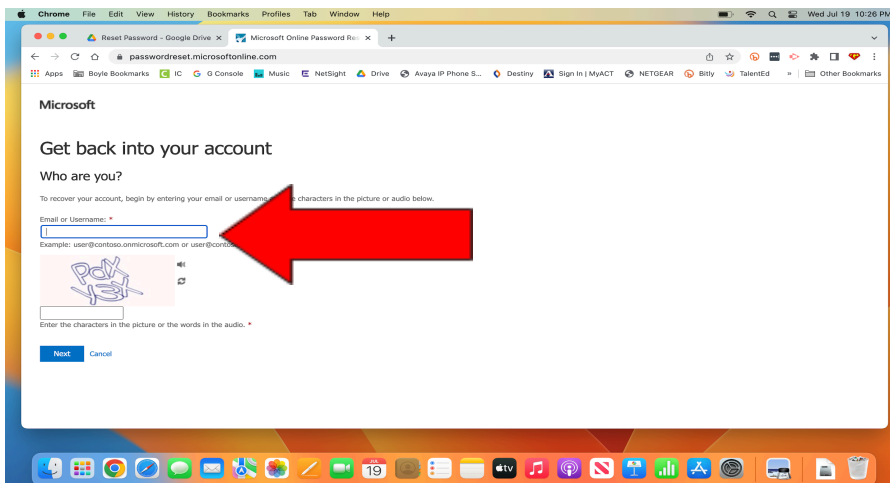 Chrome File Edit View History Bookmarks Profiles Tab Window Help
Wed Jul 19 10:26 PM
Reset Password - Google Drive
Microsoft Online Password Res
passwordreset.microsoftonline.com
Apps Boyle Bookmarks IC G Console Music NetSight Drive Avaya IP Phone S... Destiny Sign In | MyACT NETGEAR Bitly TalentEd » Other Bookmarks
Microsoft
Get back into your account
Who are you?
To recover your account, begin by entering your email or username characters in the picture or audio below.
Email or Username: *
Example: user@contoso.onmicrosoft.com or user@contos
Enter the characters in the picture or the words in the audio. *
Next Cancel
JUL
19
tv